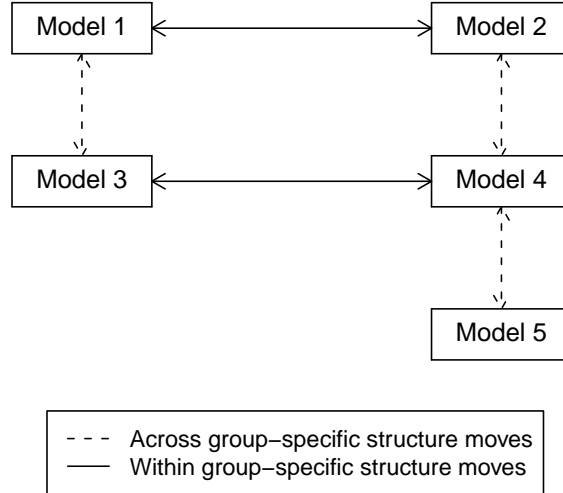 Model 1
Model 2
Model 3
Model 4
Model 5
Across group−specific structure moves
Within group−specific structure moves